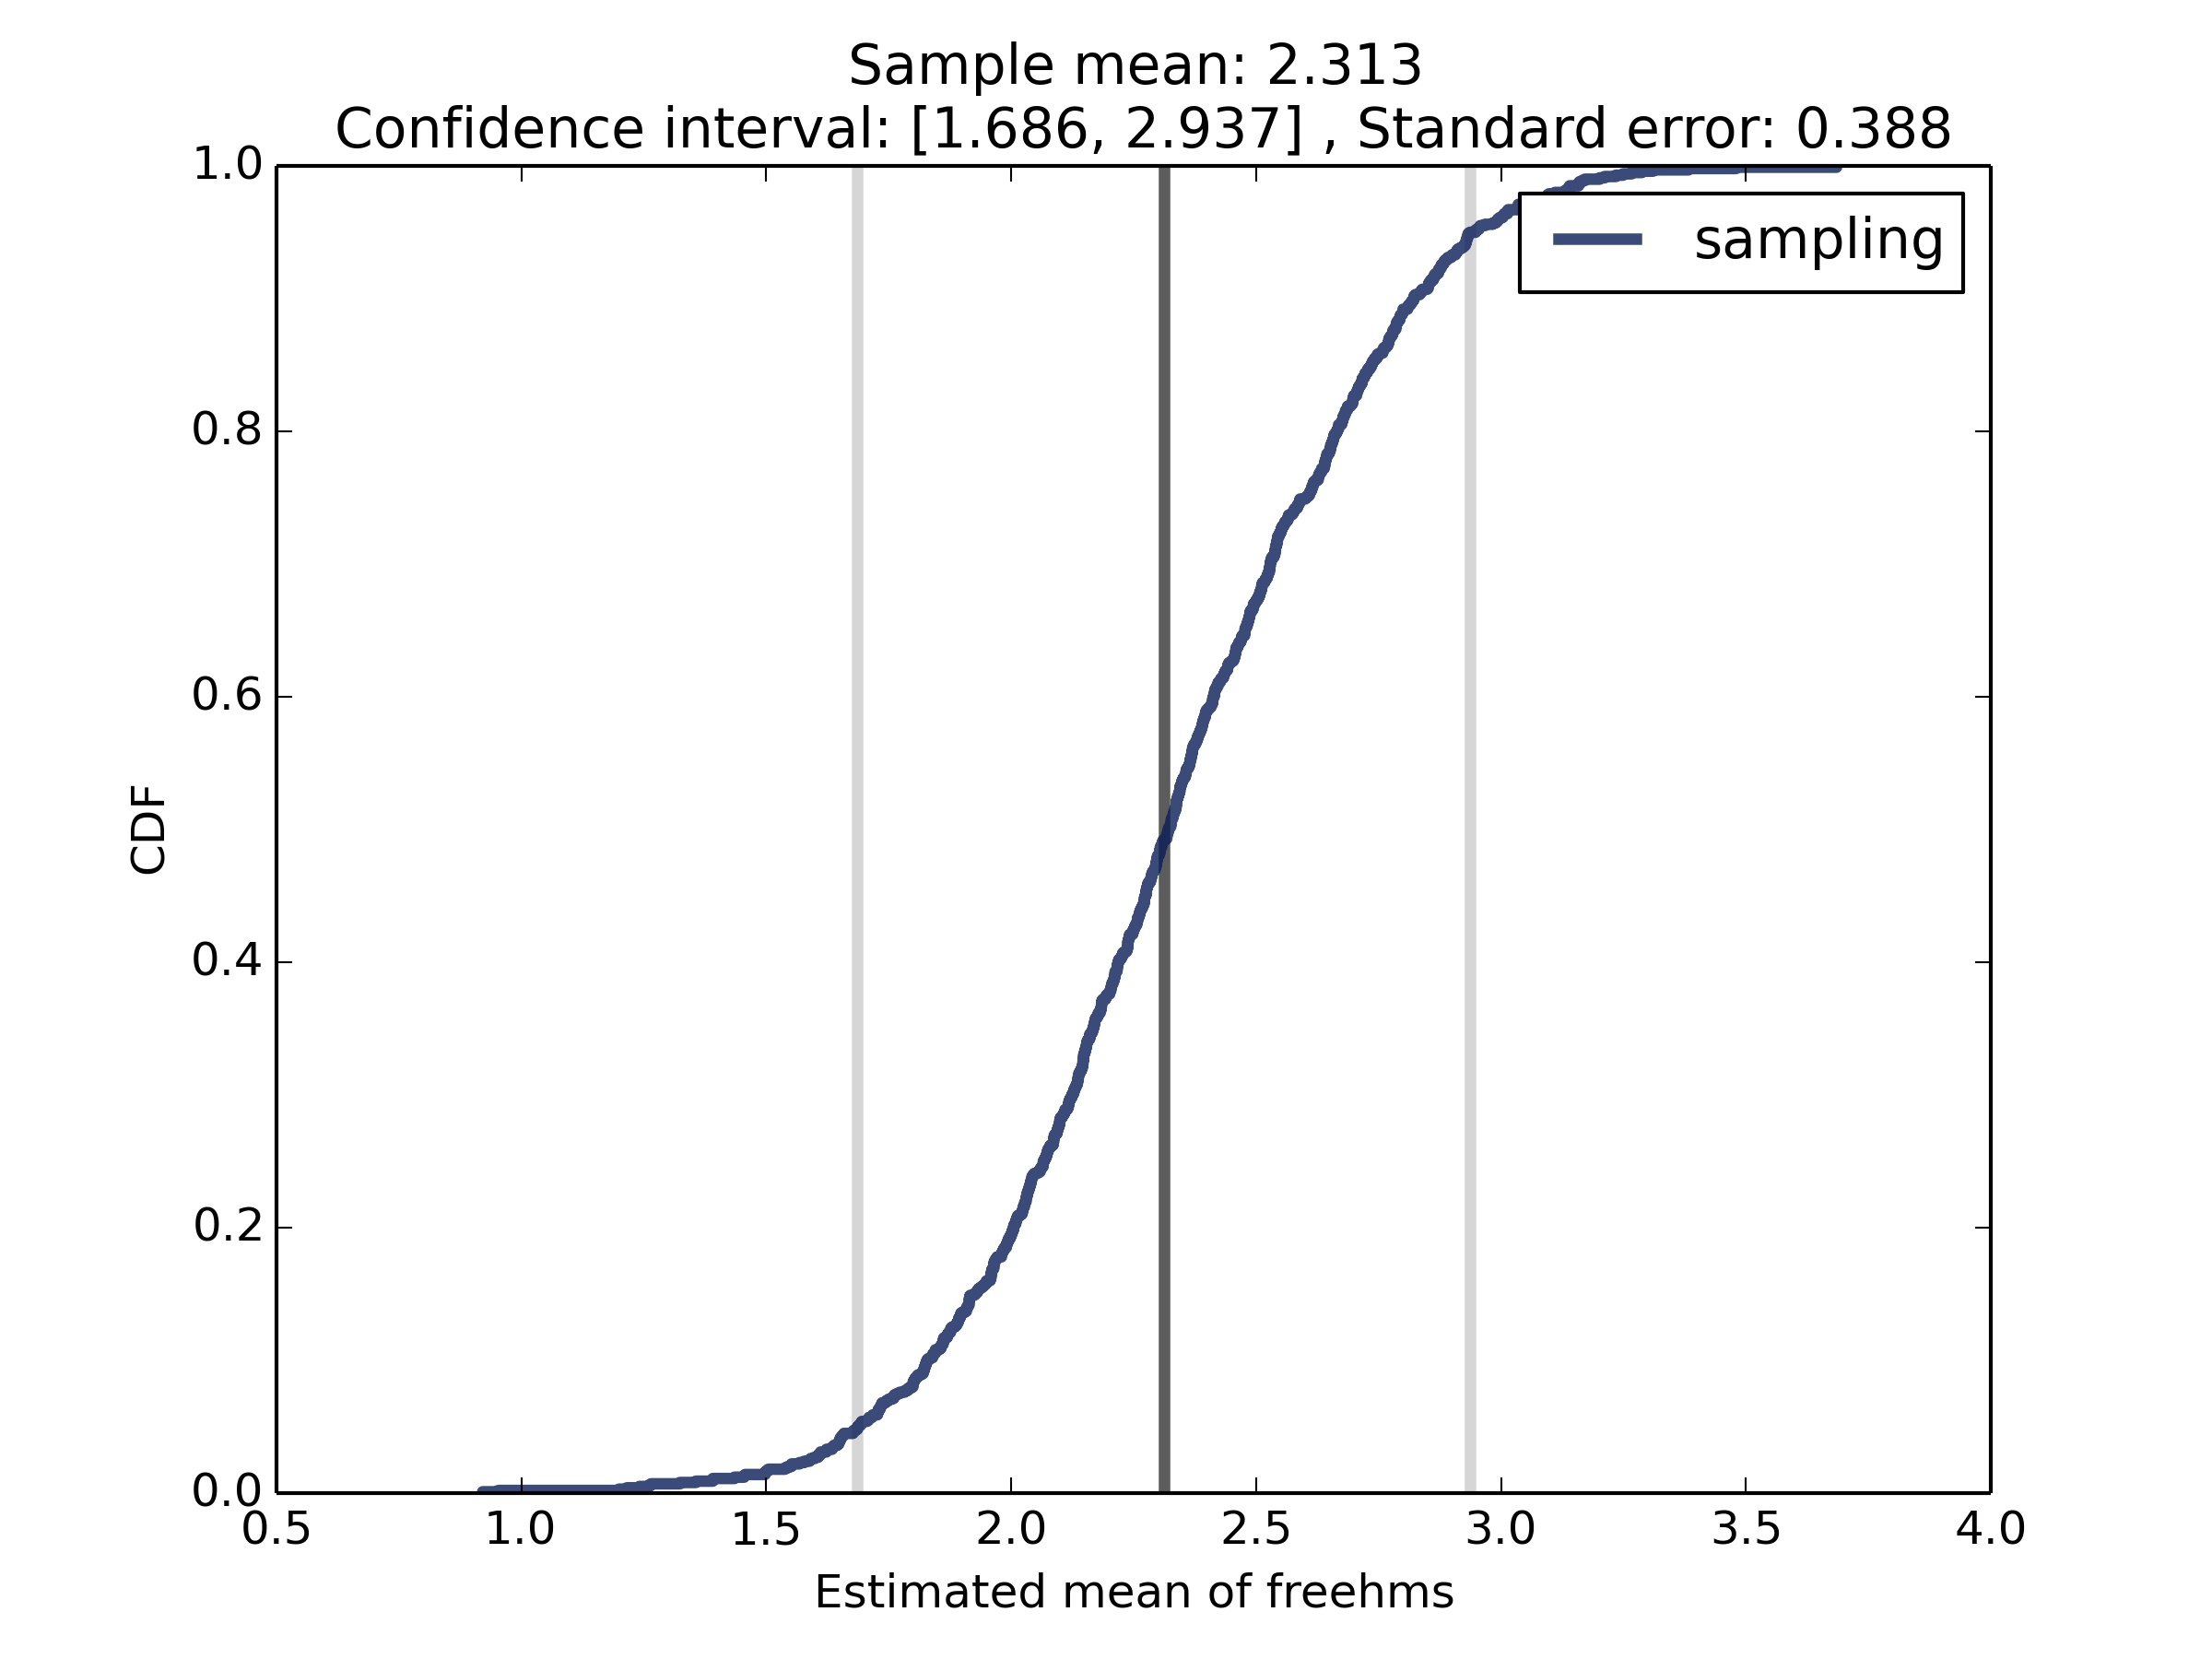 Sample mean: 2.313
Confidence interval: [1.686, 2.937] , Standard error: 0.388
1.0
0.8
0.6
0.4
0.2
0.0
CDF
sampling
0.5 1.0 1.5 2.0 2.5 3.0 3.5 4.0
Estimated mean of freehms